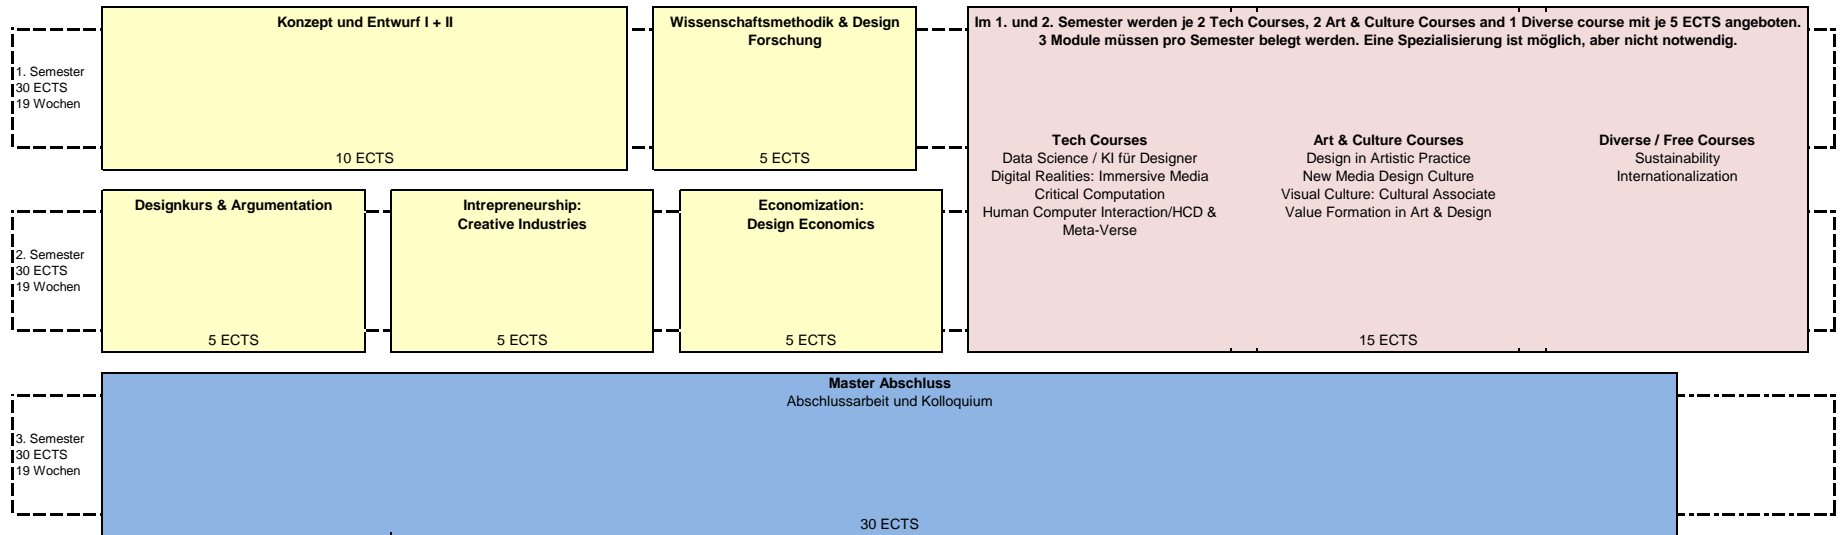 Konzept und Entwurf I + II
10 ECTS
Wissenschaftsmethodik & Design
Forschung
5 ECTS
Im 1. und 2. Semester werden je 2 Tech Courses, 2 Art & Culture Courses and 1 Diverse course mit je 5 ECTS angeboten.
3 Module müssen pro Semester belegt werden. Eine Spezialisierung ist möglich, aber nicht notwendig.
1. Semester
30 ECTS
19 Wochen
Tech Courses
Data Science / KI für Designer
Digital Realities: Immersive Media
Critical Computation
Human Computer Interaction/HCD &
Meta-Verse
Art & Culture Courses
Design in Artistic Practice
New Media Design Culture
Visual Culture: Cultural Associate
Value Formation in Art & Design
Diverse / Free Courses
Sustainability
Internationalization
15 ECTS
2. Semester
30 ECTS
19 Wochen
Designkurs & Argumentation
5 ECTS
Intrepreneurship:
Creative Industries
5 ECTS
Economization:
Design Economics
5 ECTS
3. Semester
30 ECTS
19 Wochen
Master Abschluss
Abschlussarbeit und Kolloquium
30 ECTS